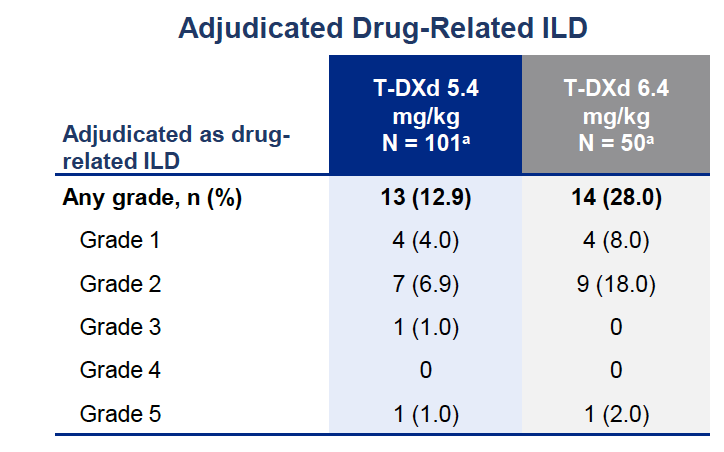 Adjudicated Drug-Related ILD
Adjudicated as drug-
related ILD
T-DXd 5.4
mg/kg
N = 101ᵃ
T-DXd 6.4
mg/kg
N = 50ᵃ
Any grade, n (%) 13 (12.9) 14 (28.0)
Grade 1 4 (4.0) 4 (8.0)
Grade 2 7 (6.9) 9 (18.0)
Grade 3 1 (1.0) 0
Grade 4 0 0
Grade 5 1 (1.0) 1 (2.0)